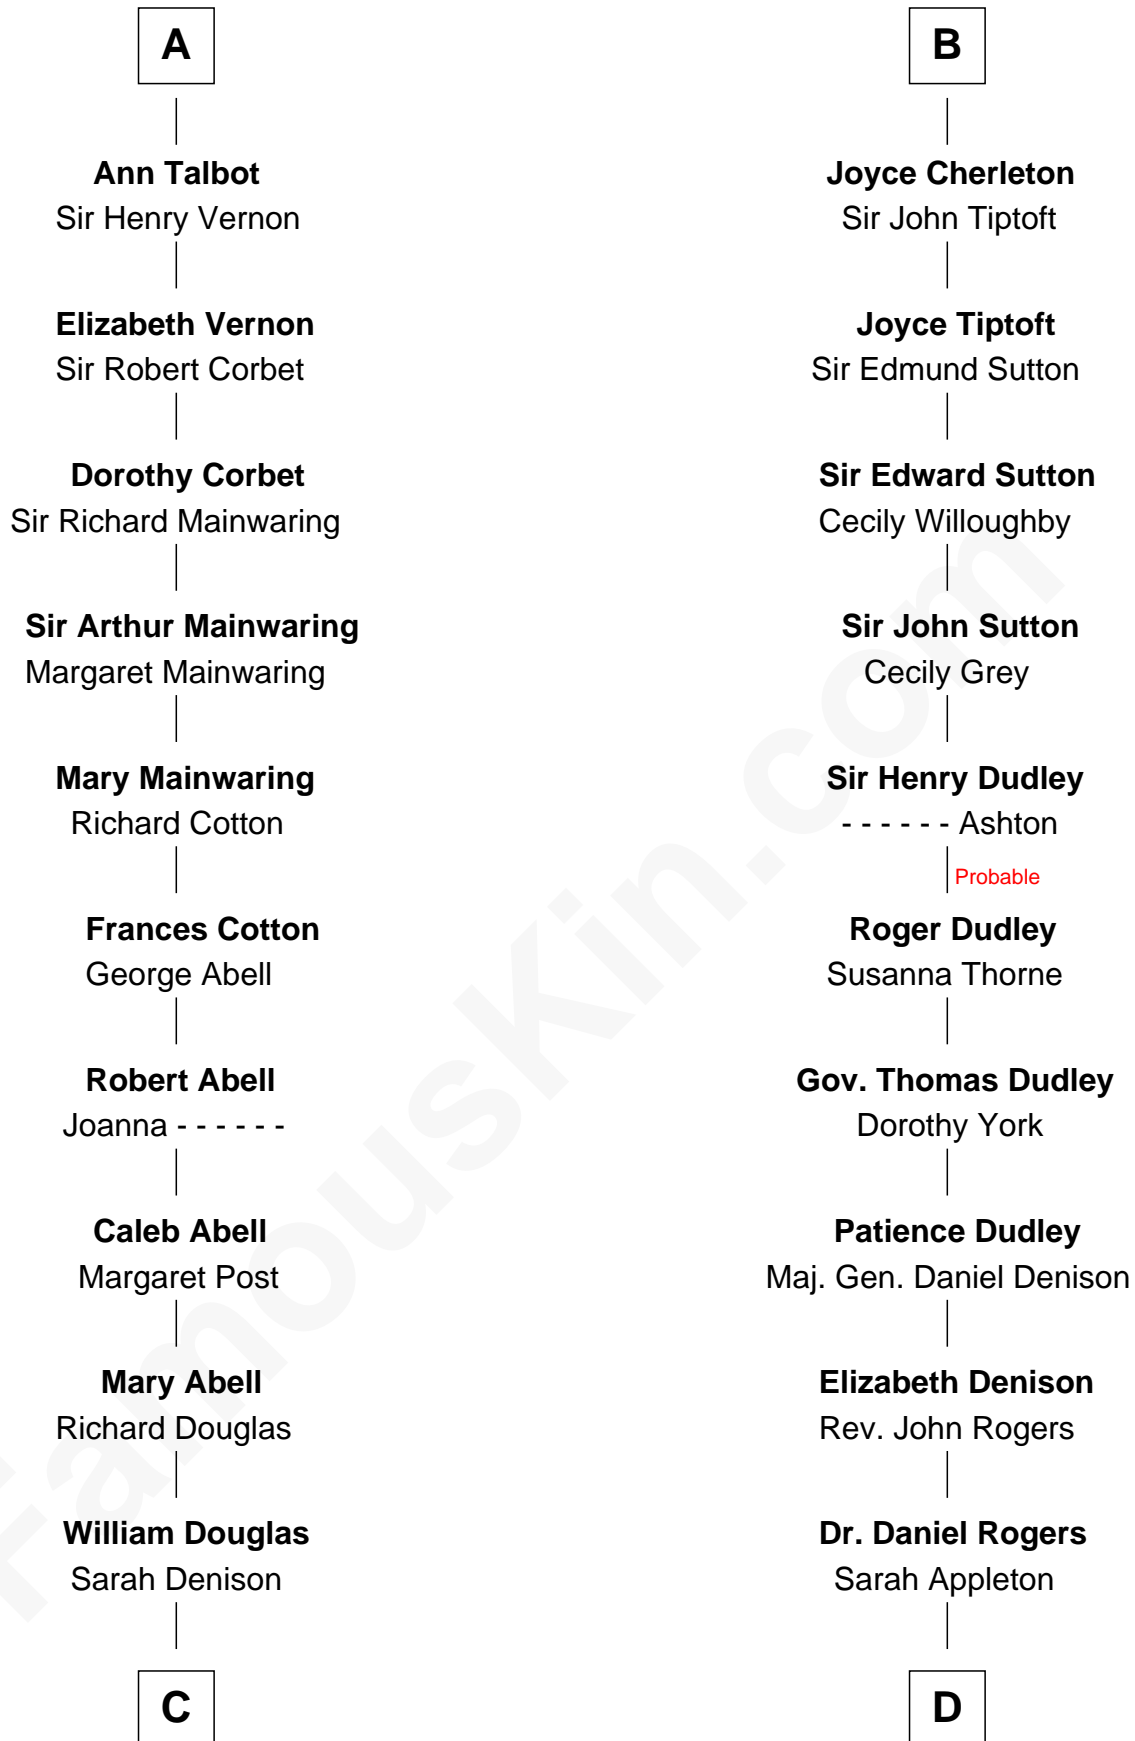 A
Ann Talbot
Sir Henry Vernon
Elizabeth Vernon
Sir Robert Corbet
Dorothy Corbet
Sir Richard Mainwaring
Sir Arthur Mainwaring
Margaret Mainwaring
Mary Mainwaring
Richard Cotton
Frances Cotton
George Abell
Robert Abell
Joanna - - - - - -
Caleb Abell
Margaret Post
Mary Abell
Richard Douglas
William Douglas
Sarah Denison
C
B
Joyce Cherleton
Sir John Tiptoft
Joyce Tiptoft
Sir Edmund Sutton
Sir Edward Sutton
Cecily Willoughby
Sir John Sutton
Cecily Grey
Sir Henry Dudley
- - - - - - Ashton
Probable
Roger Dudley
Susanna Thorne
Gov. Thomas Dudley
Dorothy York
Patience Dudley
Maj. Gen. Daniel Denison
Elizabeth Denison
Rev. John Rogers
Dr. Daniel Rogers
Sarah Appleton
D
FamousKin.com